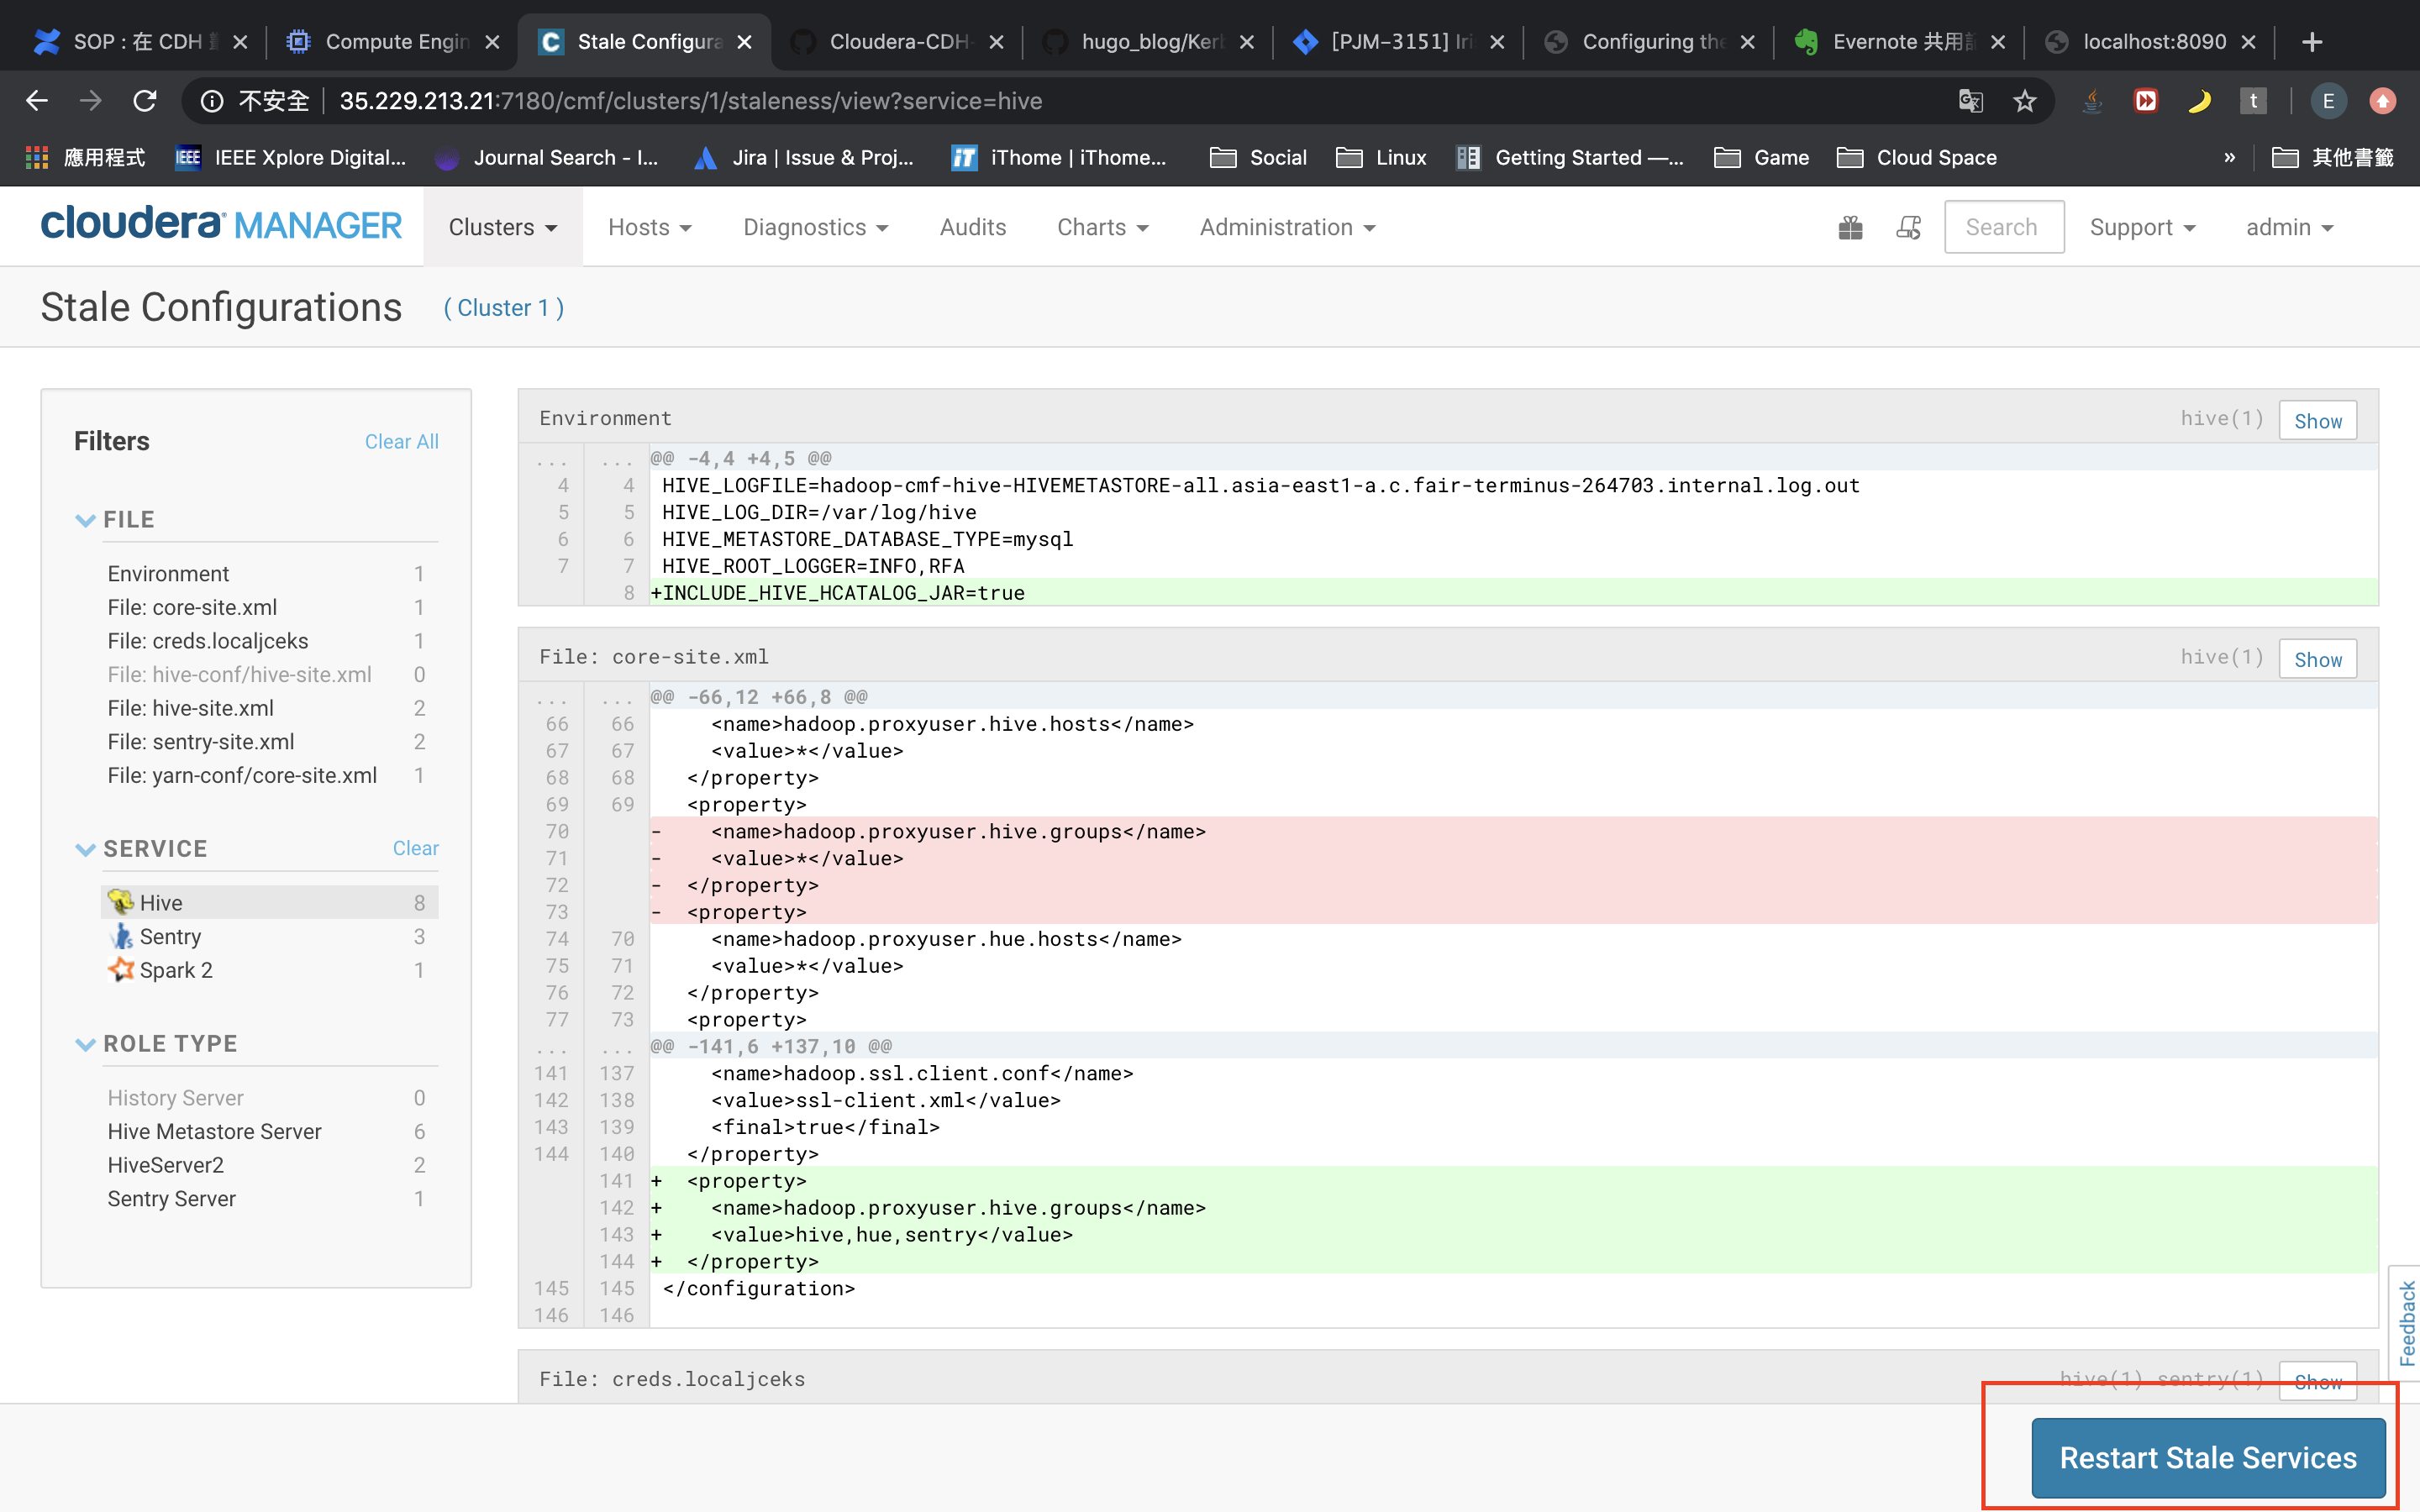 SOP : 在 CDH
Compute Engin
Stale Configura
Cloudera-CDH-
hugo_blog/Kerb
[PJM-3151] Iri
Configuring the
Evernote 共用
localhost:8090
不安全 35.229.213.21:7180/cmf/clusters/1/staleness/view?service=hive
t
E
應用程式
IEEE IEEE Xplore Digital...
Journal Search - I...
Jira | Issue & Proj...
iT iThome | iThome...
Social
Linux
Getting Started —...
Game
Cloud Space
»
其他書籤
cloudera MANAGER
Clusters
Hosts
Diagnostics
Audits
Charts
Administration
Search
Support
admin
Stale Configurations ( Cluster 1 )
Filters Clear All
FILE
Environment 1
File: core-site.xml 1
File: creds.localjceks 1
File: hive-conf/hive-site.xml 0
File: hive-site.xml 2
File: sentry-site.xml 2
File: yarn-conf/core-site.xml 1
SERVICE Clear
Hive 8
Sentry 3
Spark 2 1
ROLE TYPE
History Server 0
Hive Metastore Server 6
HiveServer2 2
Sentry Server 1
Environment hive(1) Show
... ... @@ -4,4 +4,5 @@
4 4 HIVE_LOGFILE=hadoop-cmf-hive-HIVEMETASTORE-all.asia-east1-a.c.fair-terminus-264703.internal.log.out
5 5 HIVE_LOG_DIR=/var/log/hive
6 6 HIVE_METASTORE_DATABASE_TYPE=mysql
7 7 HIVE_ROOT_LOGGER=INFO,RFA
8 +INCLUDE_HIVE_HCATALOG_JAR=true
File: core-site.xml hive(1) Show
... ... @@ -66,12 +66,8 @@
66 66 <name>hadoop.proxyuser.hive.hosts</name>
67 67 <value>*</value>
68 68 </property>
69 69 <property>
70 - <name>hadoop.proxyuser.hive.groups</name>
71 - <value>*</value>
72 - </property>
73 - <property>
74 70 <name>hadoop.proxyuser.hue.hosts</name>
75 71 <value>*</value>
76 72 </property>
77 73 <property>
... ... @@ -141,6 +137,10 @@
141 137 <name>hadoop.ssl.client.conf</name>
142 138 <value>ssl-client.xml</value>
143 139 <final>true</final>
144 140 </property>
141 + <property>
142 + <name>hadoop.proxyuser.hive.groups</name>
143 + <value>hive,hue,sentry</value>
144 + </property>
145 145 </configuration>
146 146
File: creds.localjceks hive(1) sentry(1) Show
Feedback
Restart Stale Services